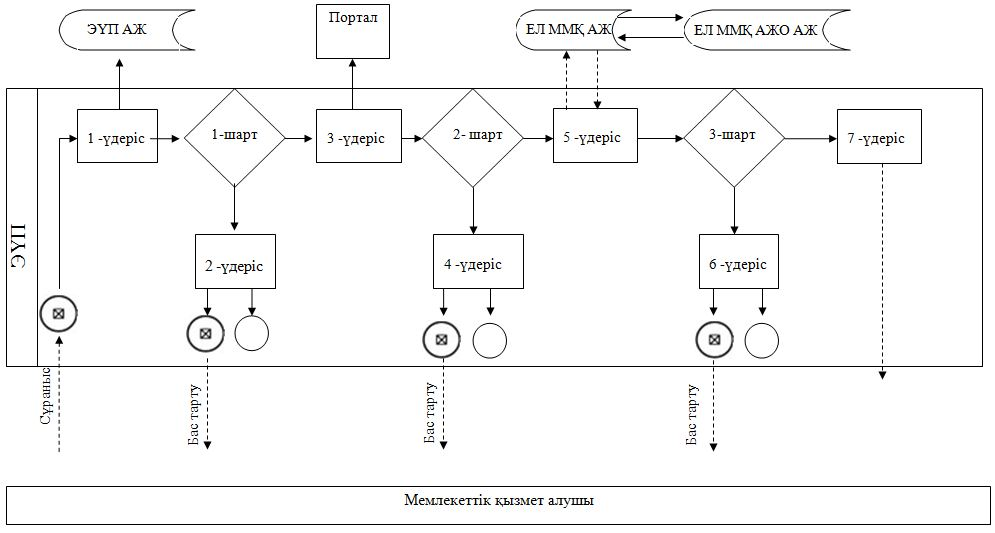 ЭҮП АЖ
Портал
ЕЛ ММҚ АЖ
ЕЛ ММҚ АЖО АЖ
ЭҮП
1 -үдеріс
1-шарт
3 -үдеріс
2- шарт
5 -үдеріс
3-шарт
7 -үдеріс
2 -үдеріс
4 -үдеріс
6 -үдеріс
Сұраныс
Бас тарту
Бас тарту
Бас тарту
Мемлекеттік қызмет алушы